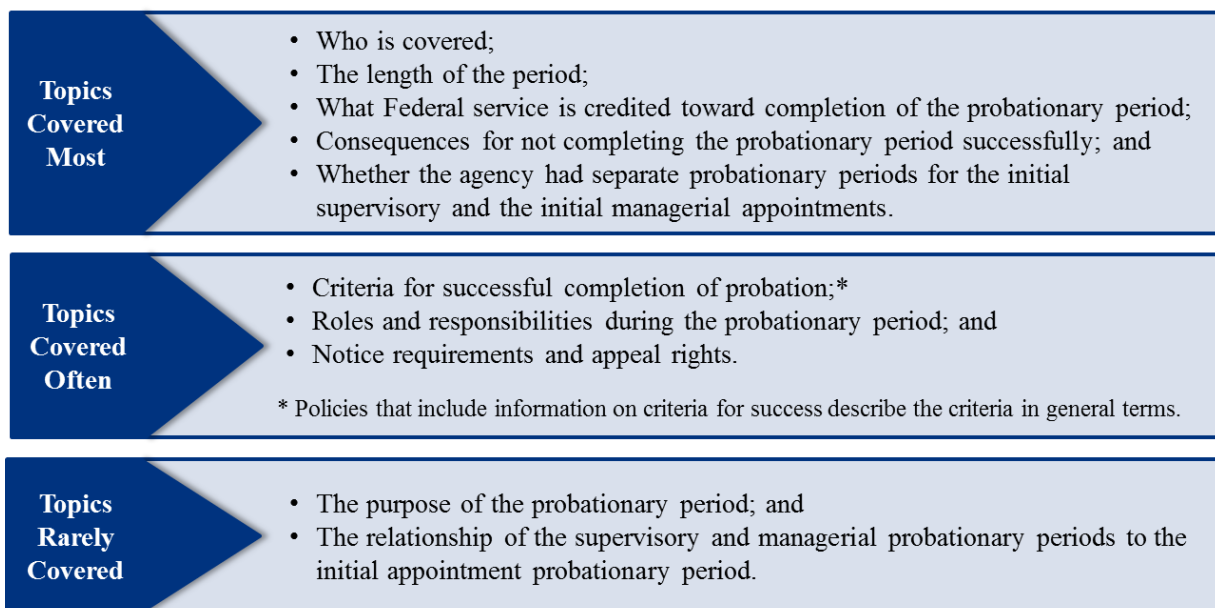 Topics
Covered
Most
• Who is covered;
• The length of the period;
• What Federal service is credited toward completion of the probationary period;
• Consequences for not completing the probationary period successfully; and
• Whether the agency had separate probationary periods for the initial
supervisory and the initial managerial appointments.
Topics
Covered
Often
• Criteria for successful completion of probation;*
• Roles and responsibilities during the probationary period; and
• Notice requirements and appeal rights.
* Policies that include information on criteria for success describe the criteria in general terms.
Topics
Rarely
Covered
• The purpose of the probationary period; and
• The relationship of the supervisory and managerial probationary periods to the
initial appointment probationary period.